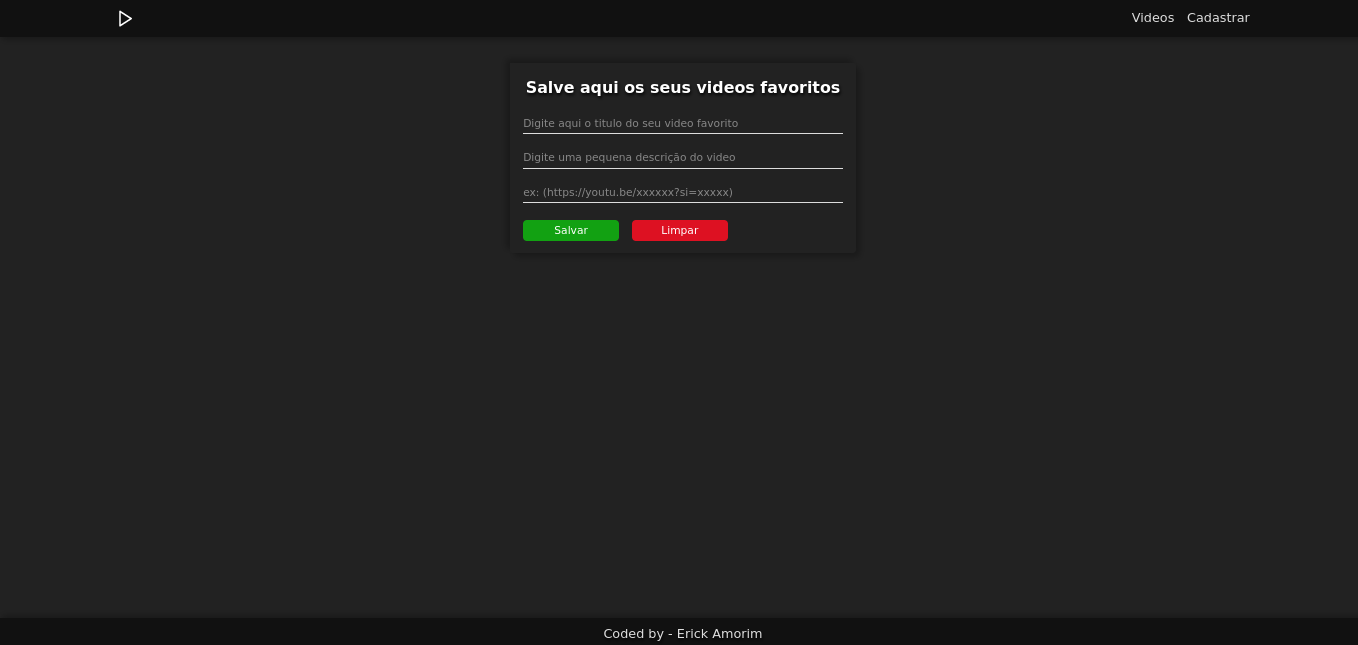 Videos Cadastrar
Salve aqui os seus videos favoritos
Digite aqui o titulo do seu video favorito
Digite uma pequena descrição do video
ex: (https://youtu.be/xxxxxx?si=xxxxx)
Salvar Limpar
Coded by - Erick Amorim